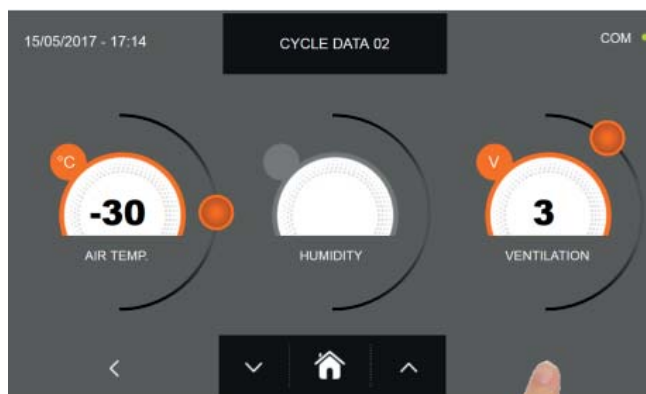 15/05/2017 - 17:14
CYCLE DATA 02
COM
°C
-30
AIR TEMP.
HUMIDITY
V
3
VENTILATION